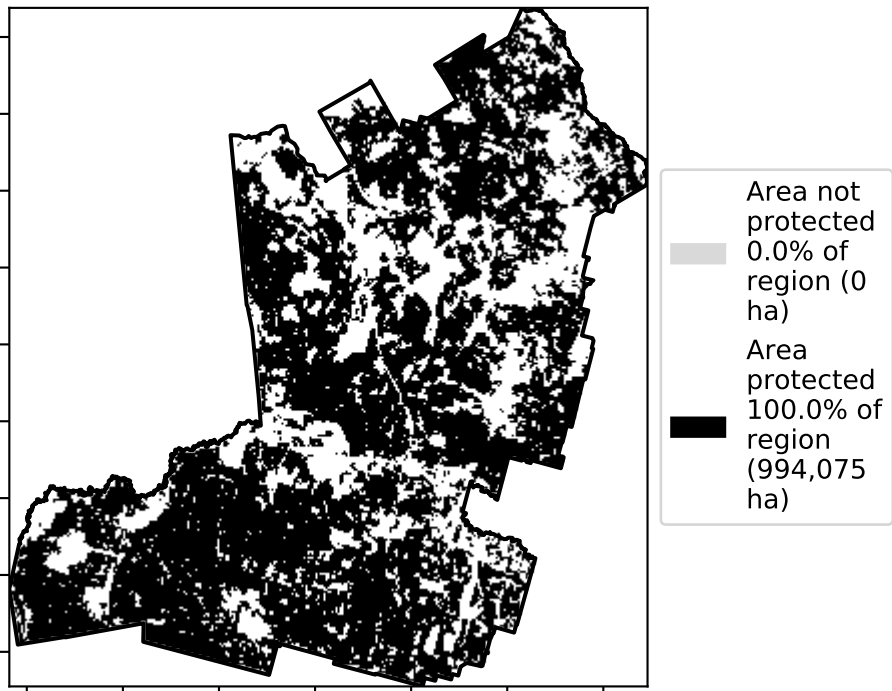 Area not
protected
0.0% of
region (0
ha)
Area
protected
100.0% of
region
(994,075
ha)